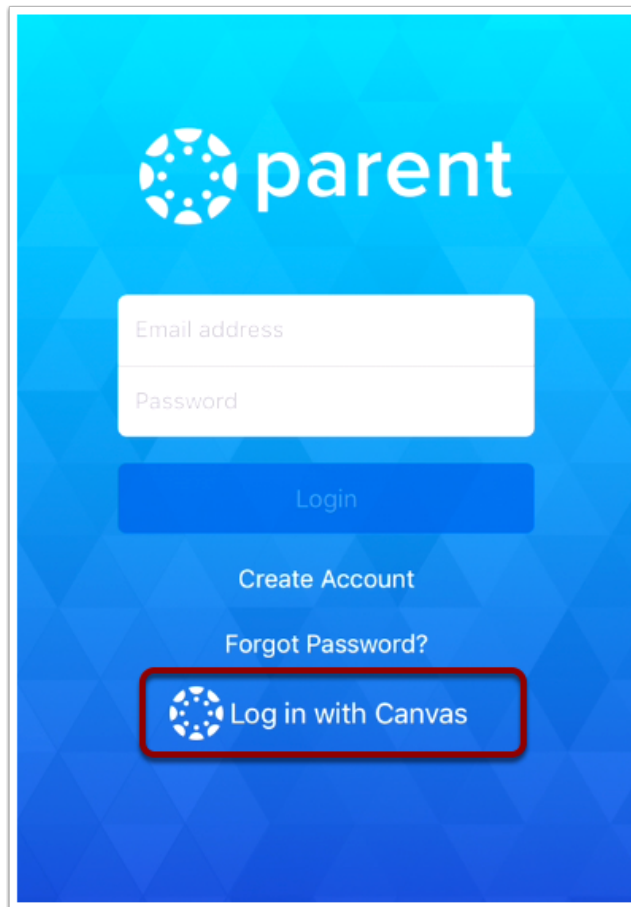 parent
Email address
Password
Login
Create Account
Forgot Password?
Log in with Canvas